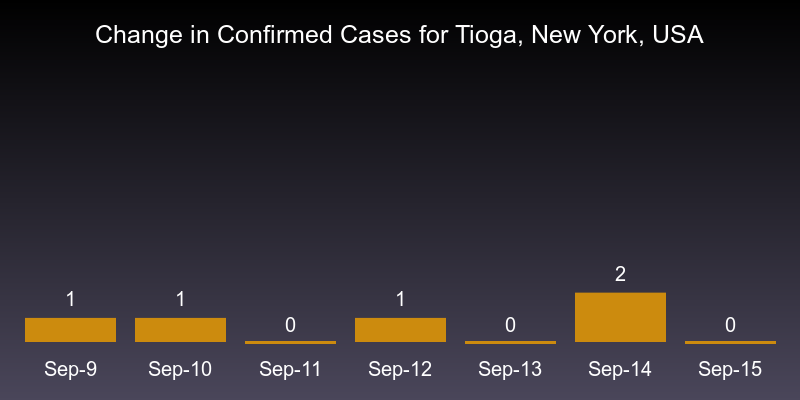 Change in Confirmed Cases for Tioga, New York, USA
1 1 0 1 0 2 0
Sep-9 Sep-10 Sep-11 Sep-12 Sep-13 Sep-14 Sep-15